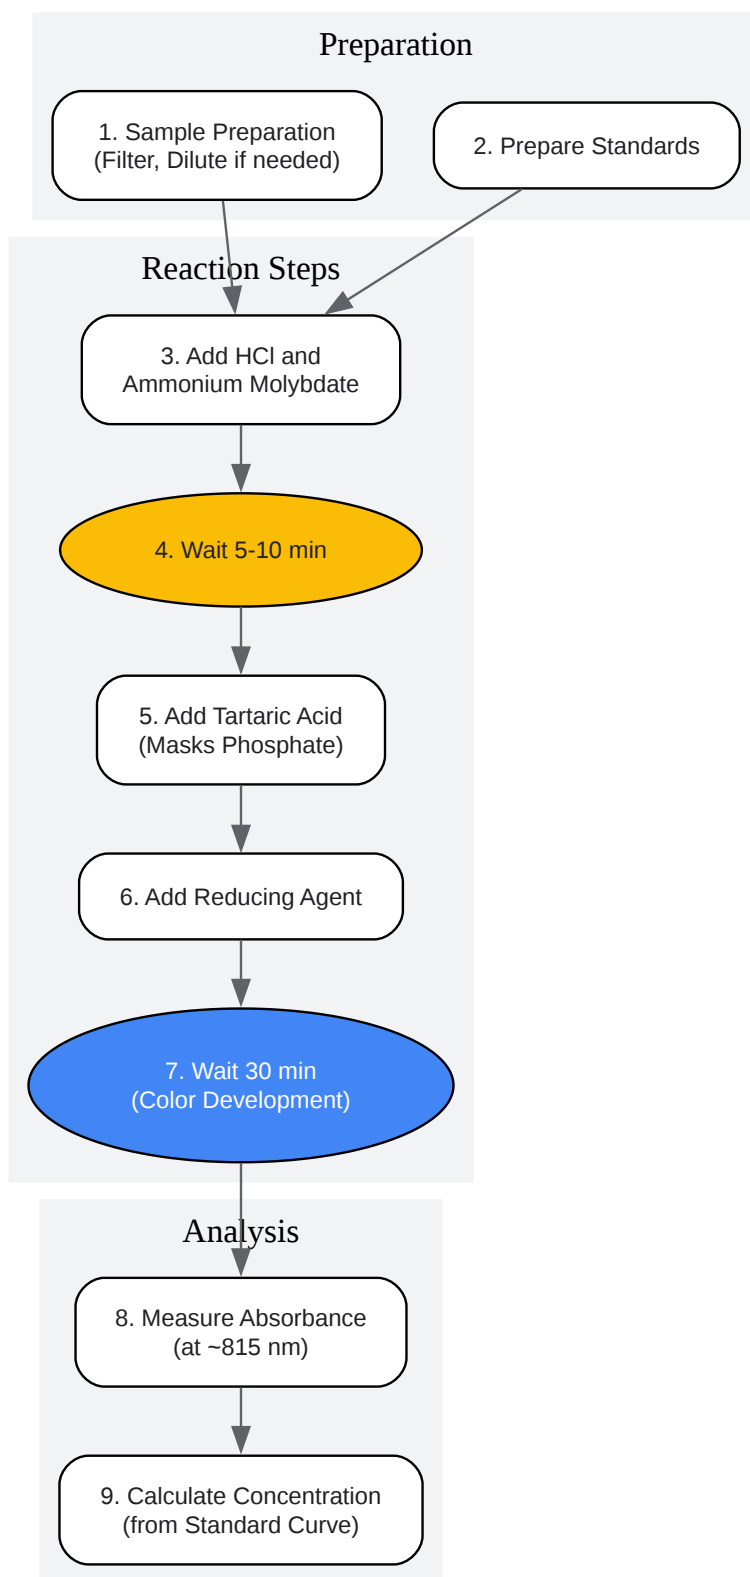 Preparation
1. Sample Preparation
(Filter, Dilute if needed)
2. Prepare Standards
Reaction Steps
3. Add HCl and
Ammonium Molybdate
4. Wait 5-10 min
5. Add Tartaric Acid
(Masks Phosphate)
6. Add Reducing Agent
7. Wait 30 min
(Color Development)
Analysis
8. Measure Absorbance
(at ~815 nm)
9. Calculate Concentration
(from Standard Curve)